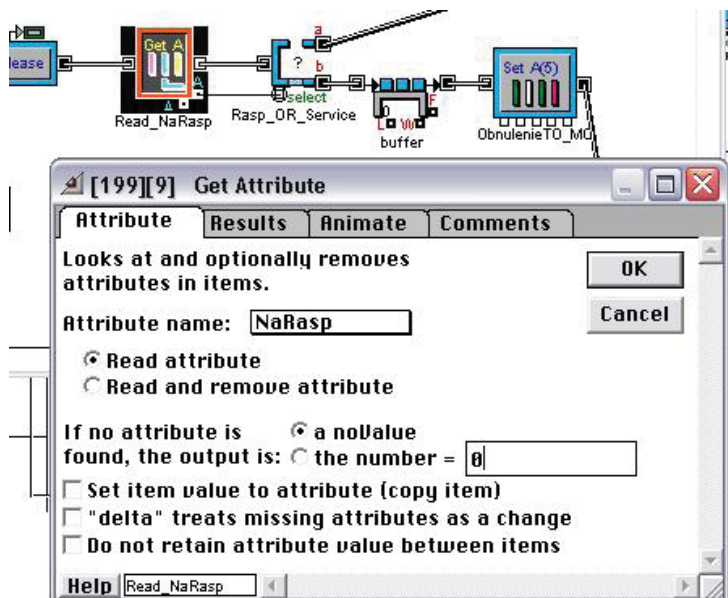 lease
Get A
A
Δ
Read_NaRasp
?
a
b
select
Rasp_OR_Service
0
L W F
buffer
Set A(5)
ObnulenieTO_MO
[199][9] Get Attribute
Attribute Results Animate Comments
Looks at and optionally removes
attributes in items.
OK
Cancel
Attribute name: NaRasp
Read attribute
Read and remove attribute
If no attribute is a noValue
found, the output is: the number = 0
Set item value to attribute (copy item)
"delta" treats missing attributes as a change
Do not retain attribute value between items
Help Read_NaRasp